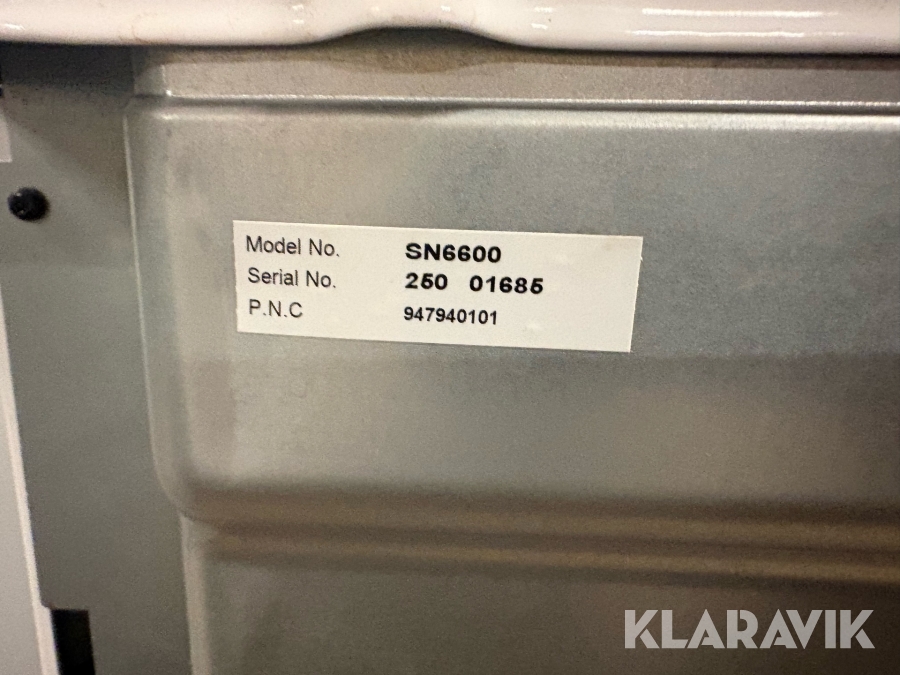 Model No. SN6600
Serial No. 250 01685
P.N.C 947940101
KLARAVIK